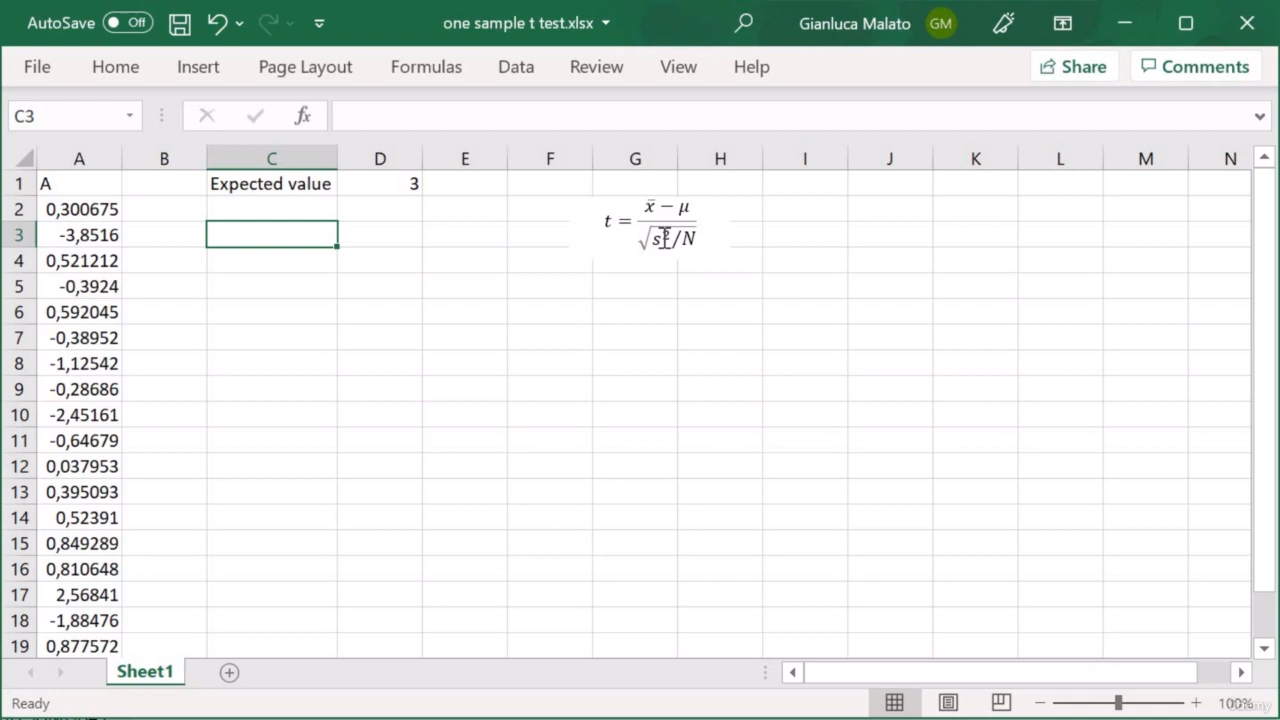 AutoSave Off one sample t test.xlsx Gianluca Malato GM
File Home Insert Page Layout Formulas Data Review View Help Share Comments
C3 fx
A B C D E F G H I J K L M N
1 A Expected value 3
2 0,300675
3 -3,8516
4 0,521212
5 -0,3924
6 0,592045
7 -0,38952
8 -1,12542
9 -0,28686
10 -2,45161
11 -0,64679
12 0,037953
13 0,395093
14 0,52391
15 0,849289
16 0,810648
17 2,56841
18 -1,88476
19 0,877572
t = x̄ − μ
√s²/N
Sheet1
Ready 100%